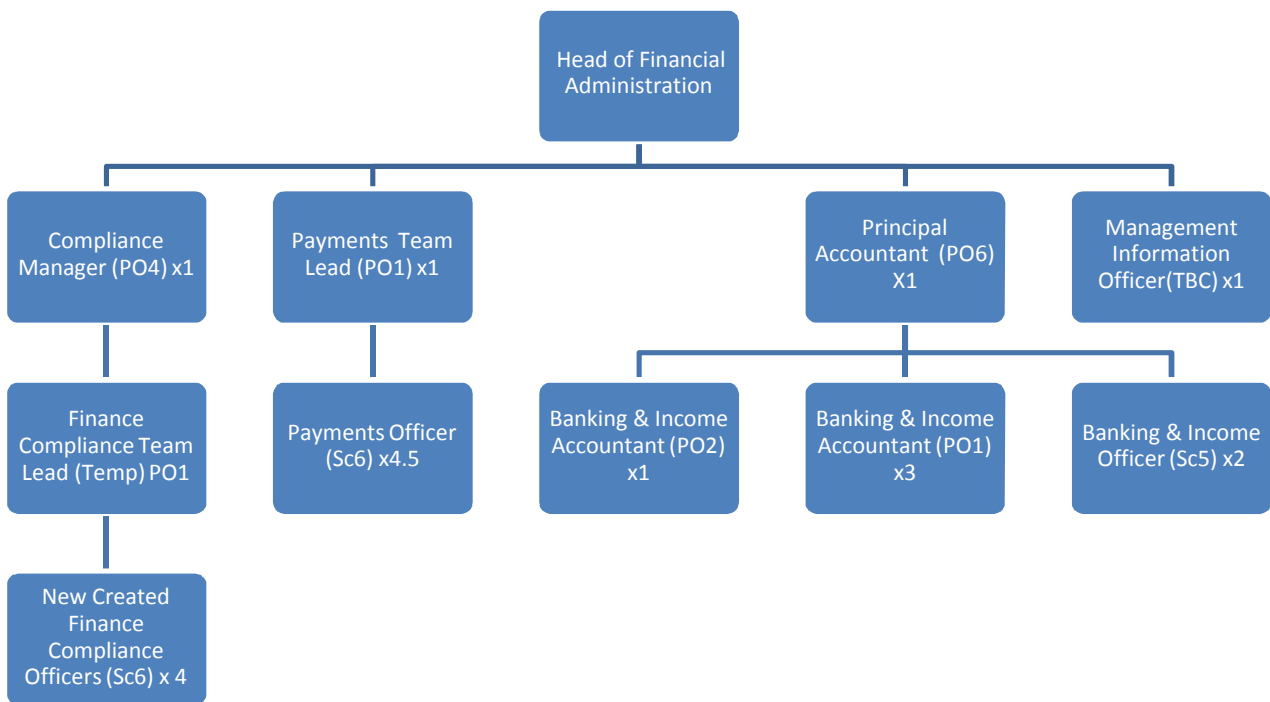 Head of Financial
Administration
Compliance
Manager (PO4) x1
Payments Team
Lead (PO1) x1
Principal
Accountant (PO6)
X1
Management
Information
Officer(TBC) x1
Finance
Compliance Team
Lead (Temp) PO1
Payments Officer
(Sc6) x4.5
Banking & Income
Accountant (PO2)
x1
Banking & Income
Accountant (PO1)
x3
Banking & Income
Officer (Sc5) x2
New Created
Finance
Compliance
Officers (Sc6) x 4